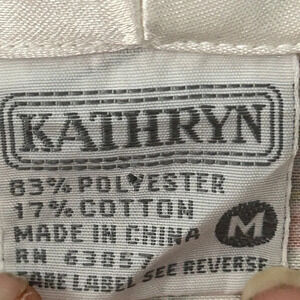 KATHRYN
83% POLYESTER
17% COTTON
MADE IN CHINA M
RN 63857
CARE LABEL SEE REVERSE